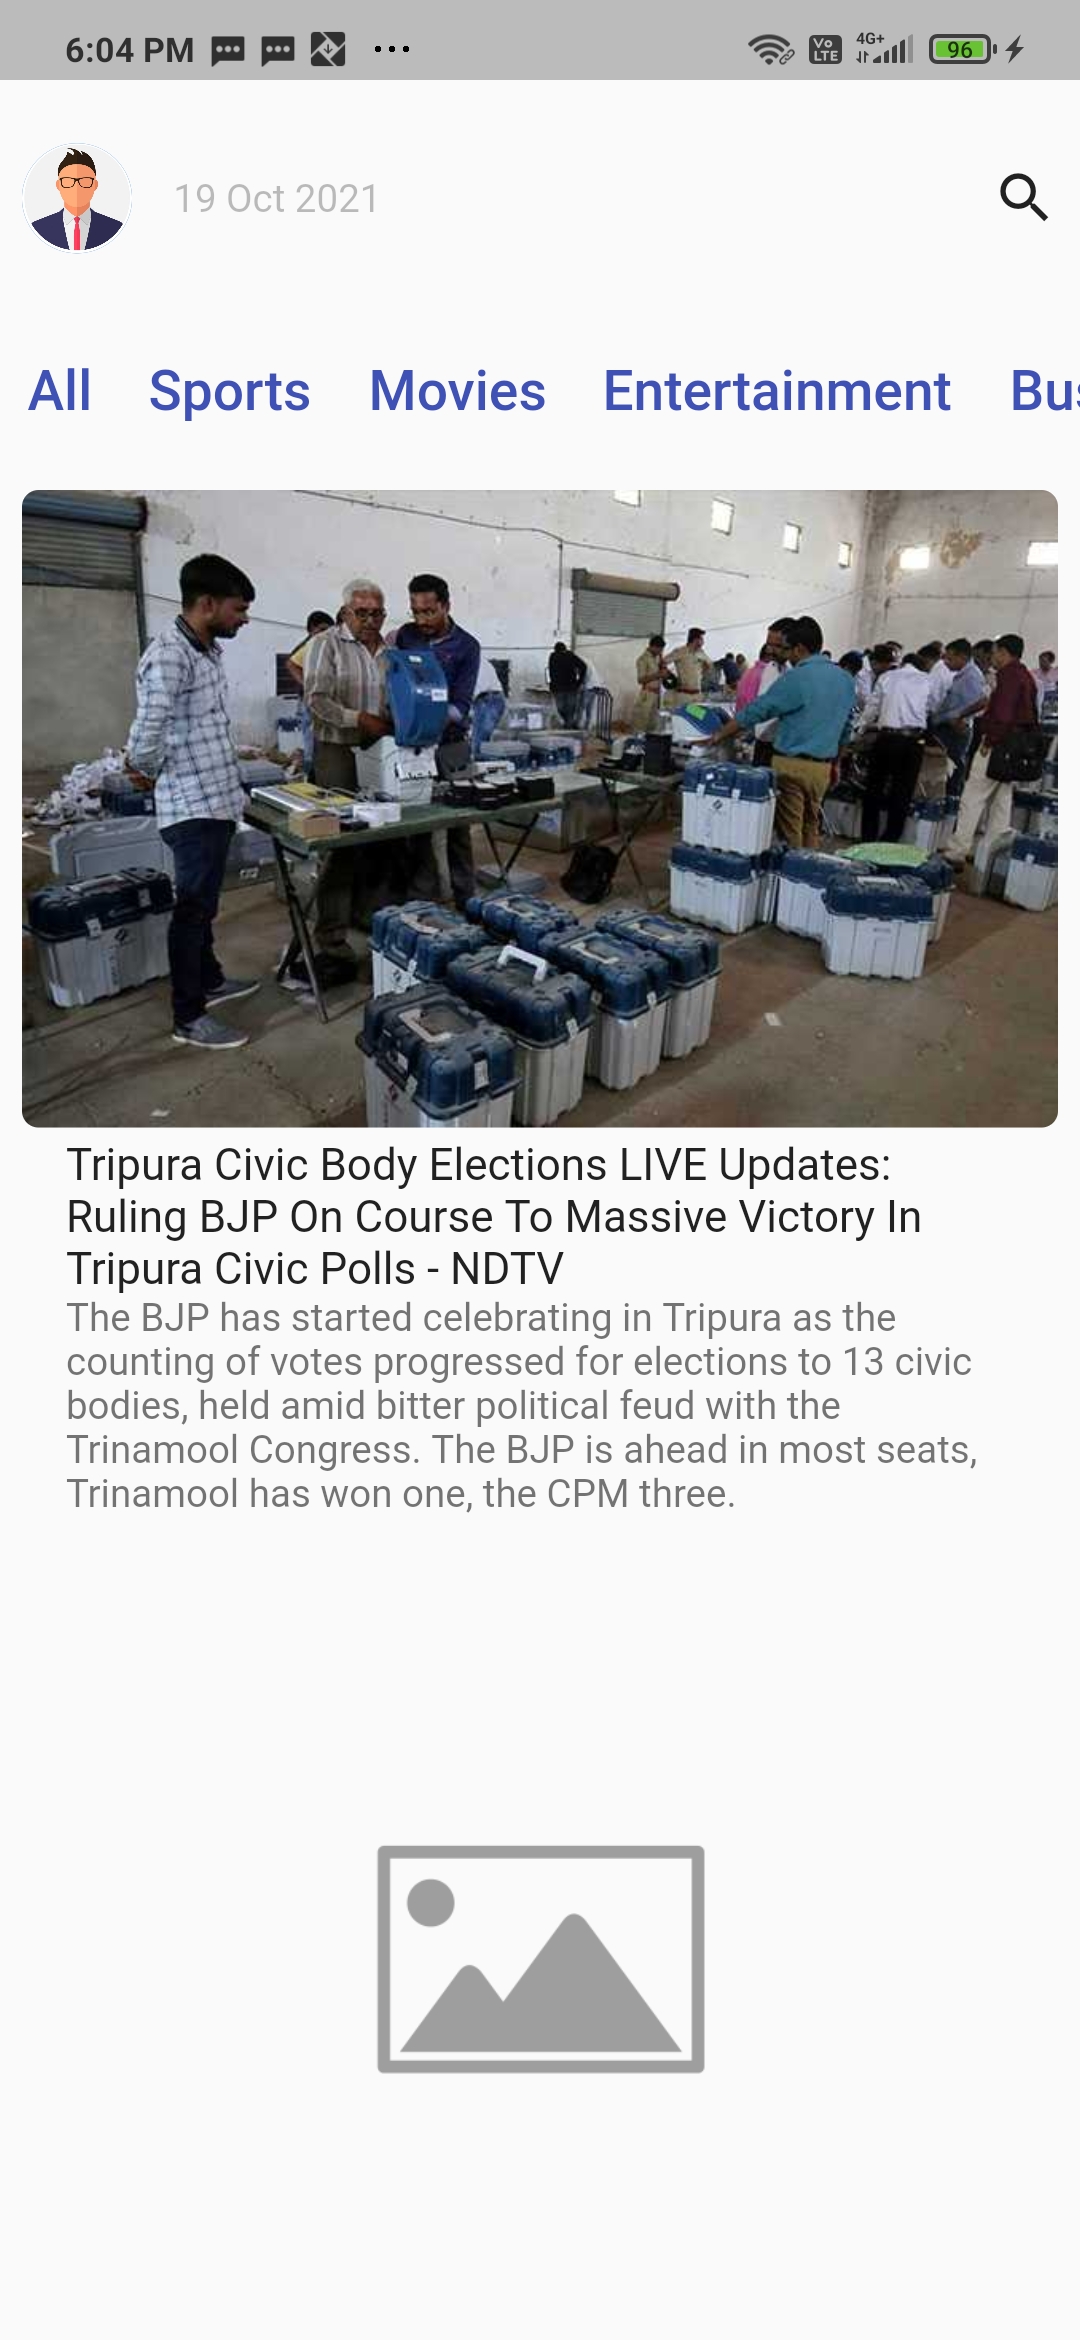 6:04 PM
Vo LTE 4G+ 96
19 Oct 2021
All Sports Movies Entertainment Bus
Tripura Civic Body Elections LIVE Updates:
Ruling BJP On Course To Massive Victory In
Tripura Civic Polls - NDTV
The BJP has started celebrating in Tripura as the
counting of votes progressed for elections to 13 civic
bodies, held amid bitter political feud with the
Trinamool Congress. The BJP is ahead in most seats,
Trinamool has won one, the CPM three.